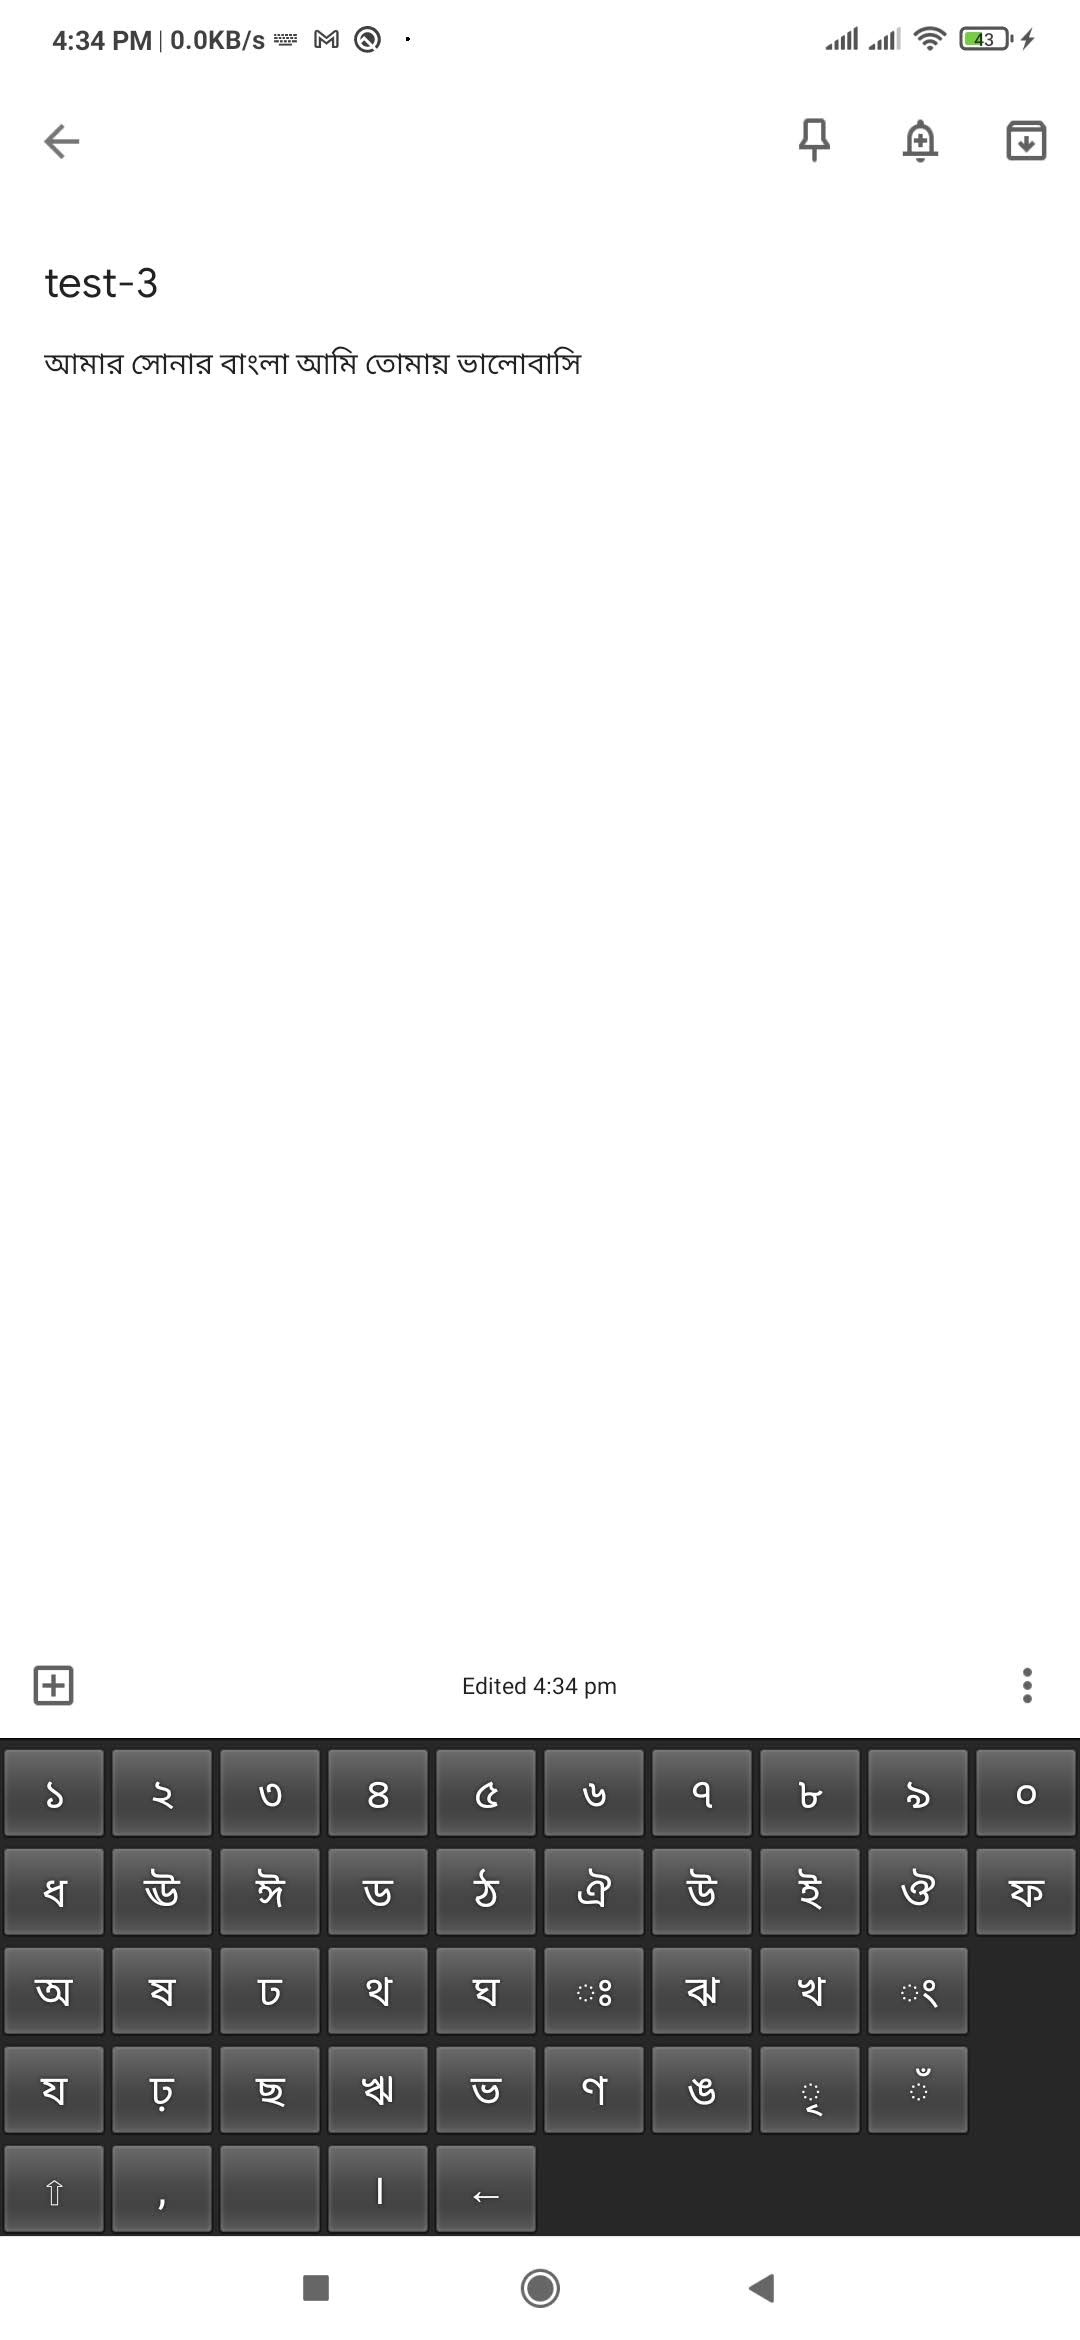 4:34 PM | 0.0KB/s
43
test-3
আমার সোনার বাংলা আমি তোমায় ভালোবাসি
Edited 4:34 pm
১ ২ ৩ ৪ ৫ ৬ ৭ ৮ ৯ ০
ধ ঊ ঈ ড ঠ ঐ উ ই ঔ ফ
অ ষ ঢ থ ঘ ঃ ঝ খ ং
য ঢ় ছ ঋ ভ ণ ঙ ৃ ঁ
⇧ , । ←